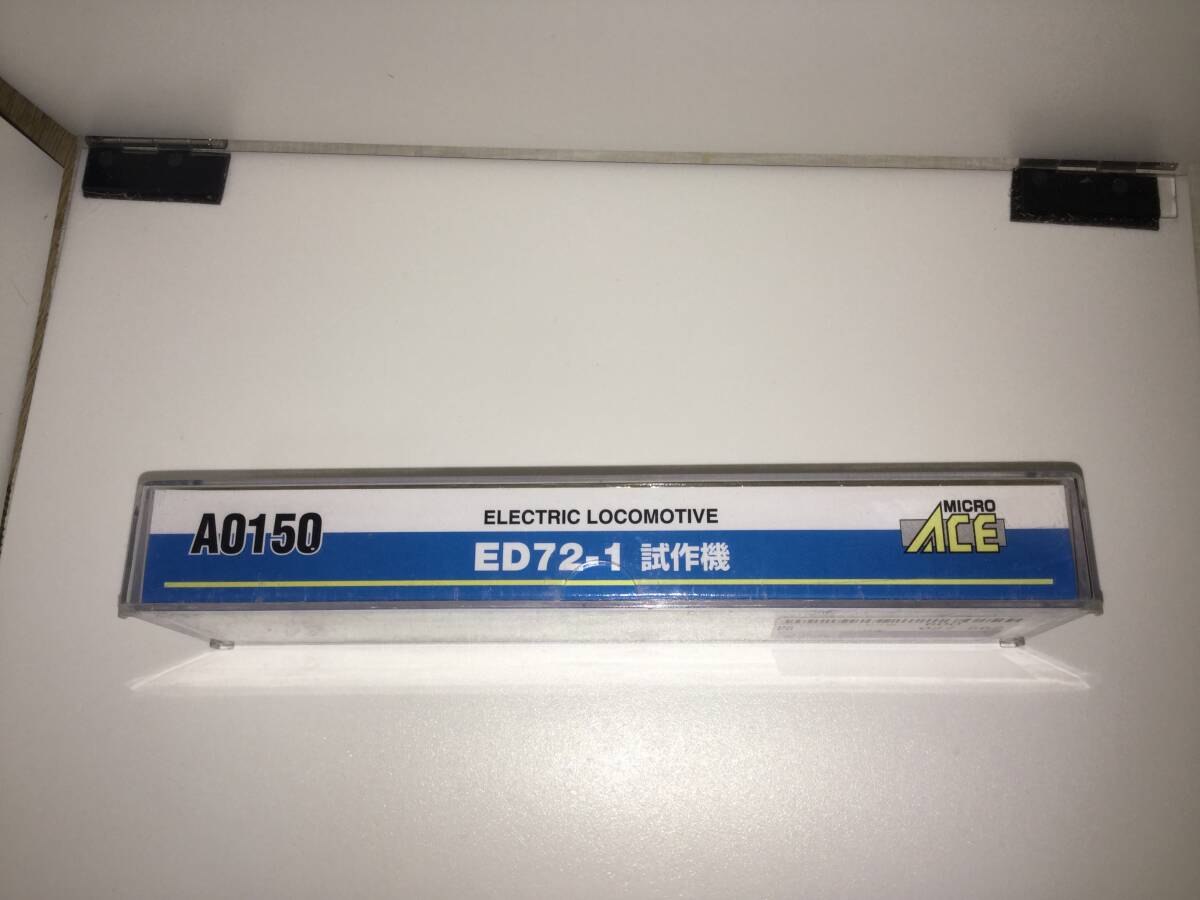 A0150
ELECTRIC LOCOMOTIVE
ED72-1 試作機
MICRO
ACE